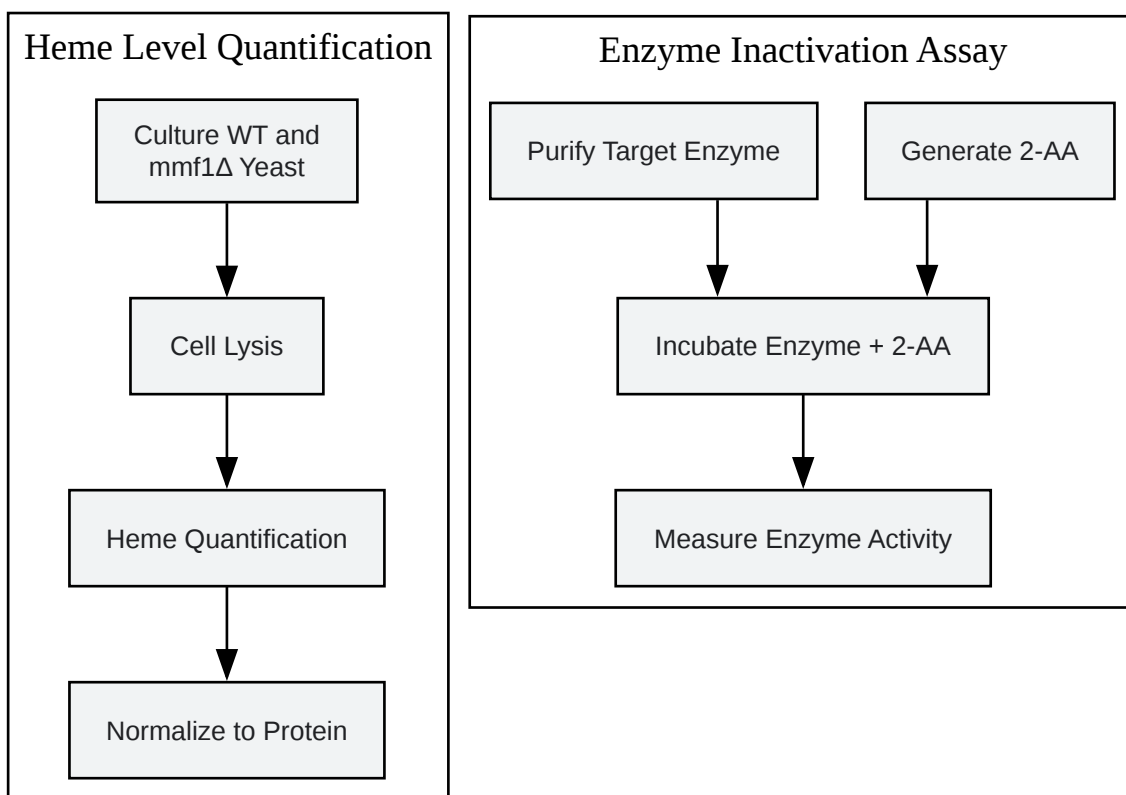 Heme Level Quantification
Culture WT and
mmf1Δ Yeast
Cell Lysis
Heme Quantification
Normalize to Protein
Enzyme Inactivation Assay
Purify Target Enzyme
Generate 2-AA
Incubate Enzyme + 2-AA
Measure Enzyme Activity